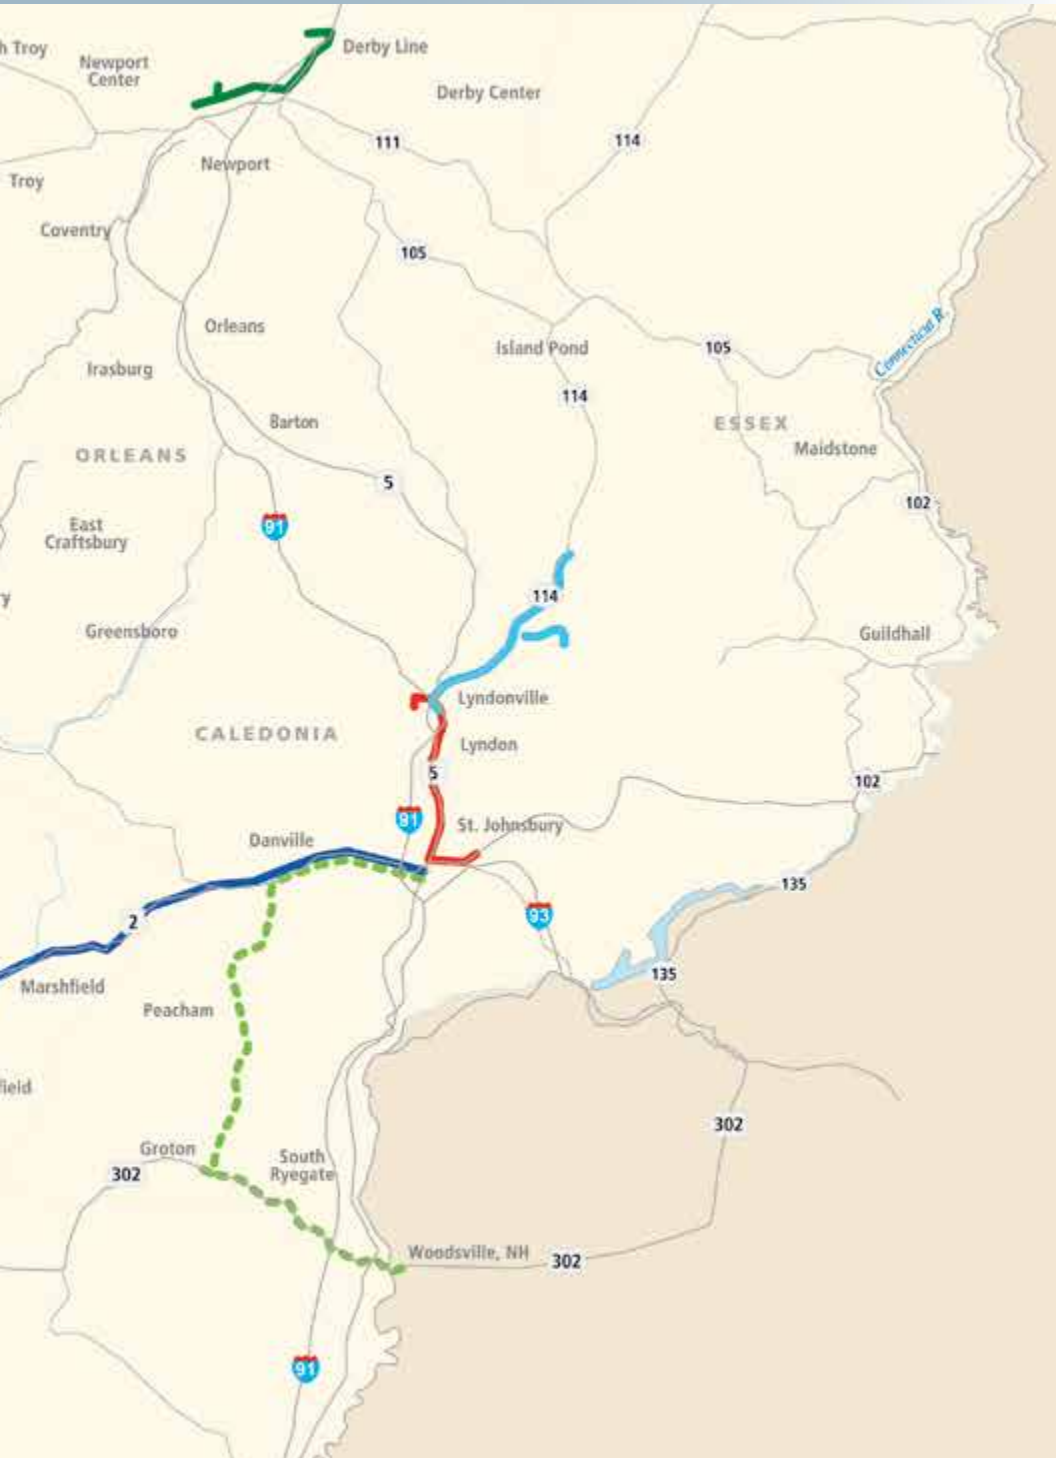 h Troy
Newport
Center
Derby Line
Derby Center
111
114
Newport
Troy
Coventry
105
Connecticut R.
Orleans
Island Pond
105
Irasburg
114
Barton
ESSEX
Maidstone
ORLEANS
5
102
91
East
Craftsbury
114
y
Greensboro
Guildhall
Lyndonville
CALEDONIA
Lyndon
5
102
91
St. Johnsbury
Danville
135
2
93
135
Marshfield
Peacham
field
302
Groton
South
Ryegate
302
Woodsville, NH
302
91